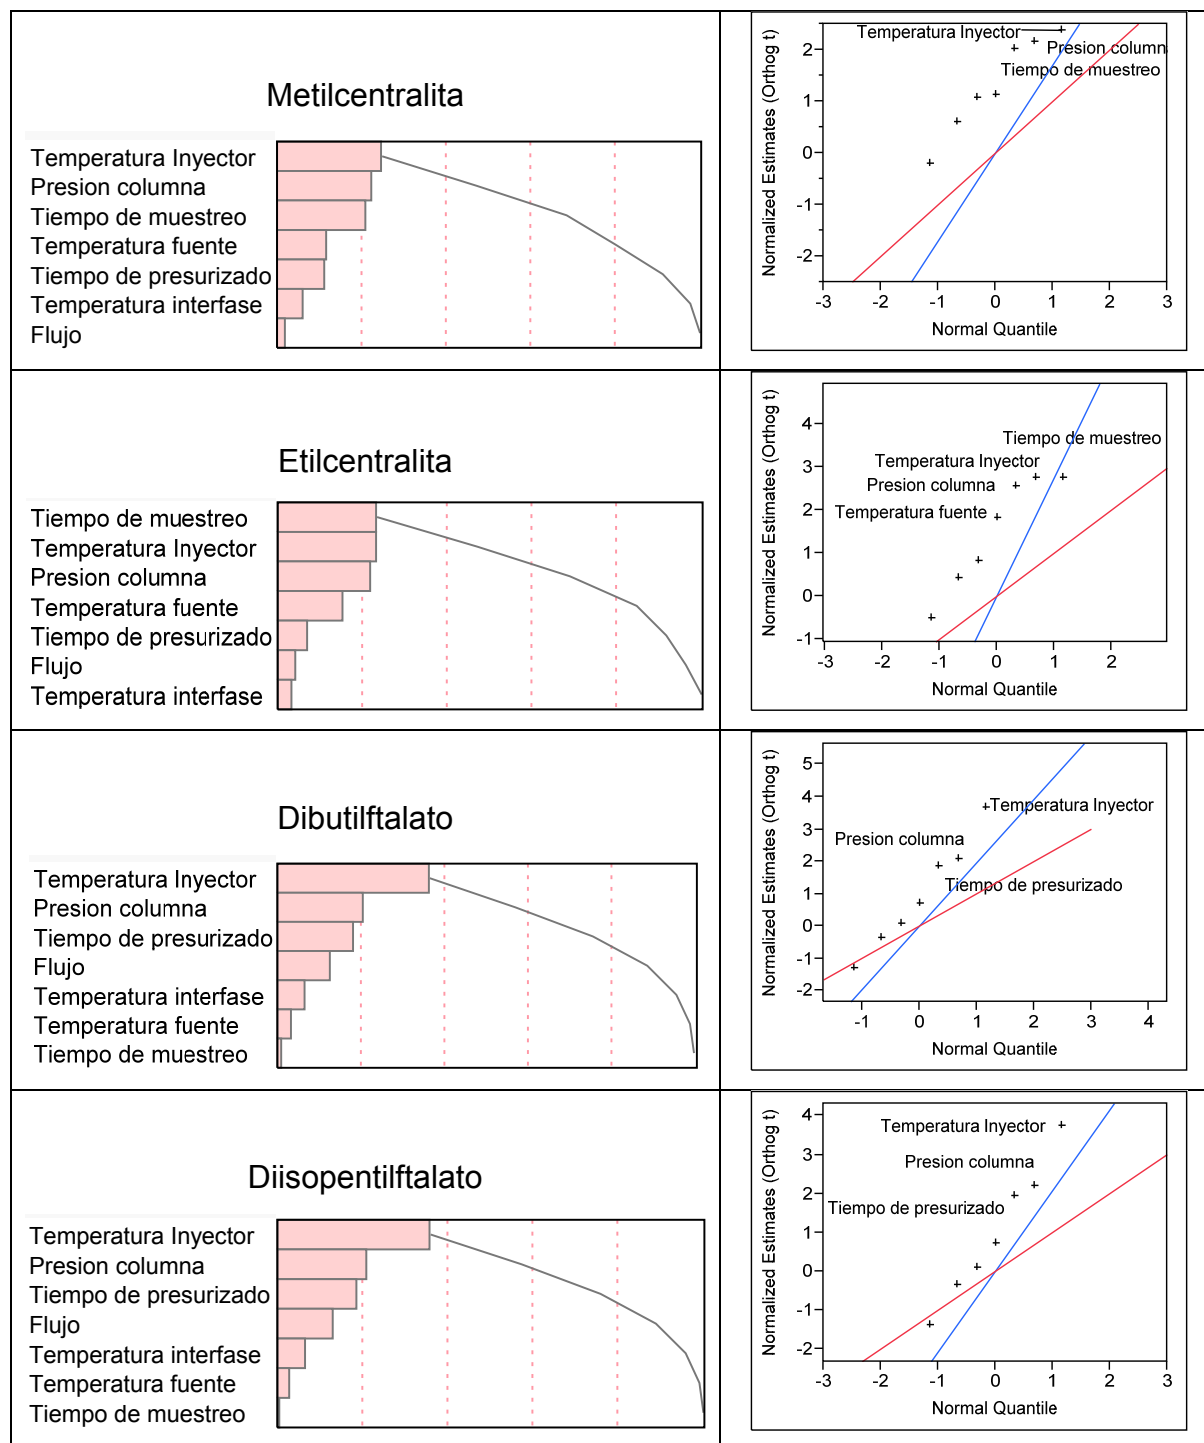 Metilcentralita
Temperatura Inyector
Presion columna
Tiempo de muestreo
Temperatura fuente
Tiempo de presurizado
Temperatura interfase
Flujo
Normalized Estimates (Orthog t)
2
1
0
-1
-2
Temperatura Inyector
Presion column
Tiempo de muestreo
-3 -2 -1 0 1 2 3
Normal Quantile
Etilcentralita
Tiempo de muestreo
Temperatura Inyector
Presion columna
Temperatura fuente
Tiempo de presurizado
Flujo
Temperatura interfase
Normalized Estimates (Orthog t)
4
3
2
1
0
-1
Tiempo de muestreo
Temperatura Inyector
Presion columna
Temperatura fuente
-3 -2 -1 0 1 2
Normal Quantile
Dibutilftalato
Temperatura Inyector
Presion columna
Tiempo de presurizado
Flujo
Temperatura interfase
Temperatura fuente
Tiempo de muestreo
Normalized Estimates (Orthog t)
5
4
3
2
1
0
-1
-2
Temperatura Inyector
Presion columna
Tiempo de presurizado
-1 0 1 2 3 4
Normal Quantile
Diisopentilftalato
Temperatura Inyector
Presion columna
Tiempo de presurizado
Flujo
Temperatura interfase
Temperatura fuente
Tiempo de muestreo
Normalized Estimates (Orthog t)
4
3
2
1
0
-1
-2
Temperatura Inyector
Presion columna
Tiempo de presurizado
-3 -2 -1 0 1 2 3
Normal Quantile